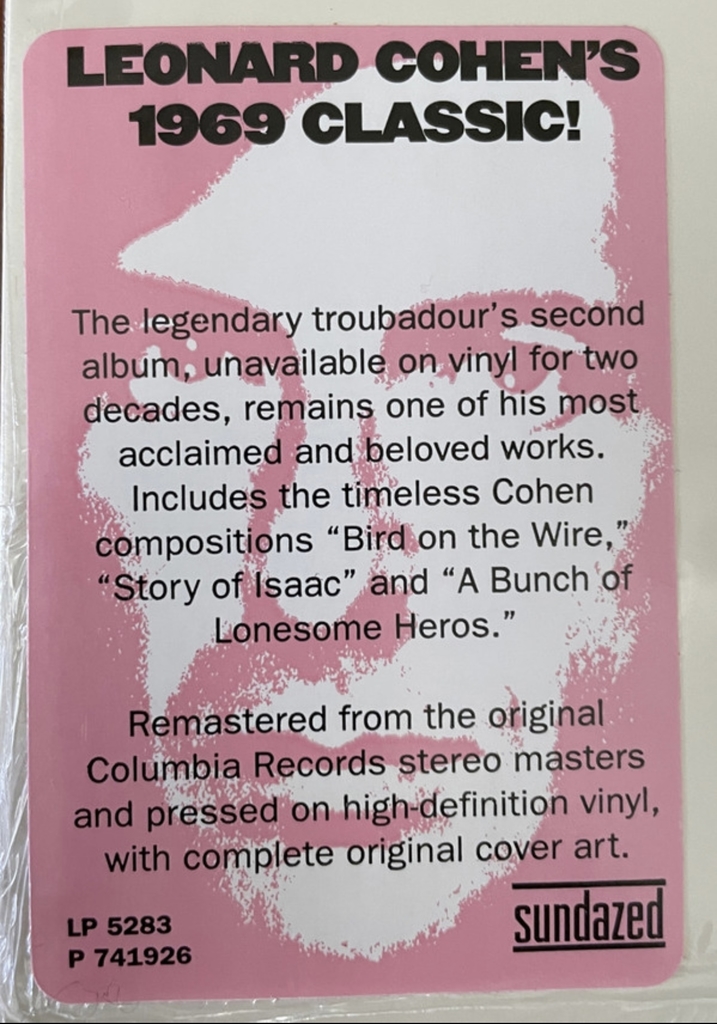 LEONARD COHEN'S
1969 CLASSIC!
The legendary troubadour's second
album, unavailable on vinyl for two
decades, remains one of his most
acclaimed and beloved works.
Includes the timeless Cohen
compositions “Bird on the Wire,”
“Story of Isaac” and “A Bunch of
Lonesome Heros.”
Remastered from the original
Columbia Records stereo masters
and pressed on high-definition vinyl,
with complete original cover art.
LP 5283
P 741926
sundazed